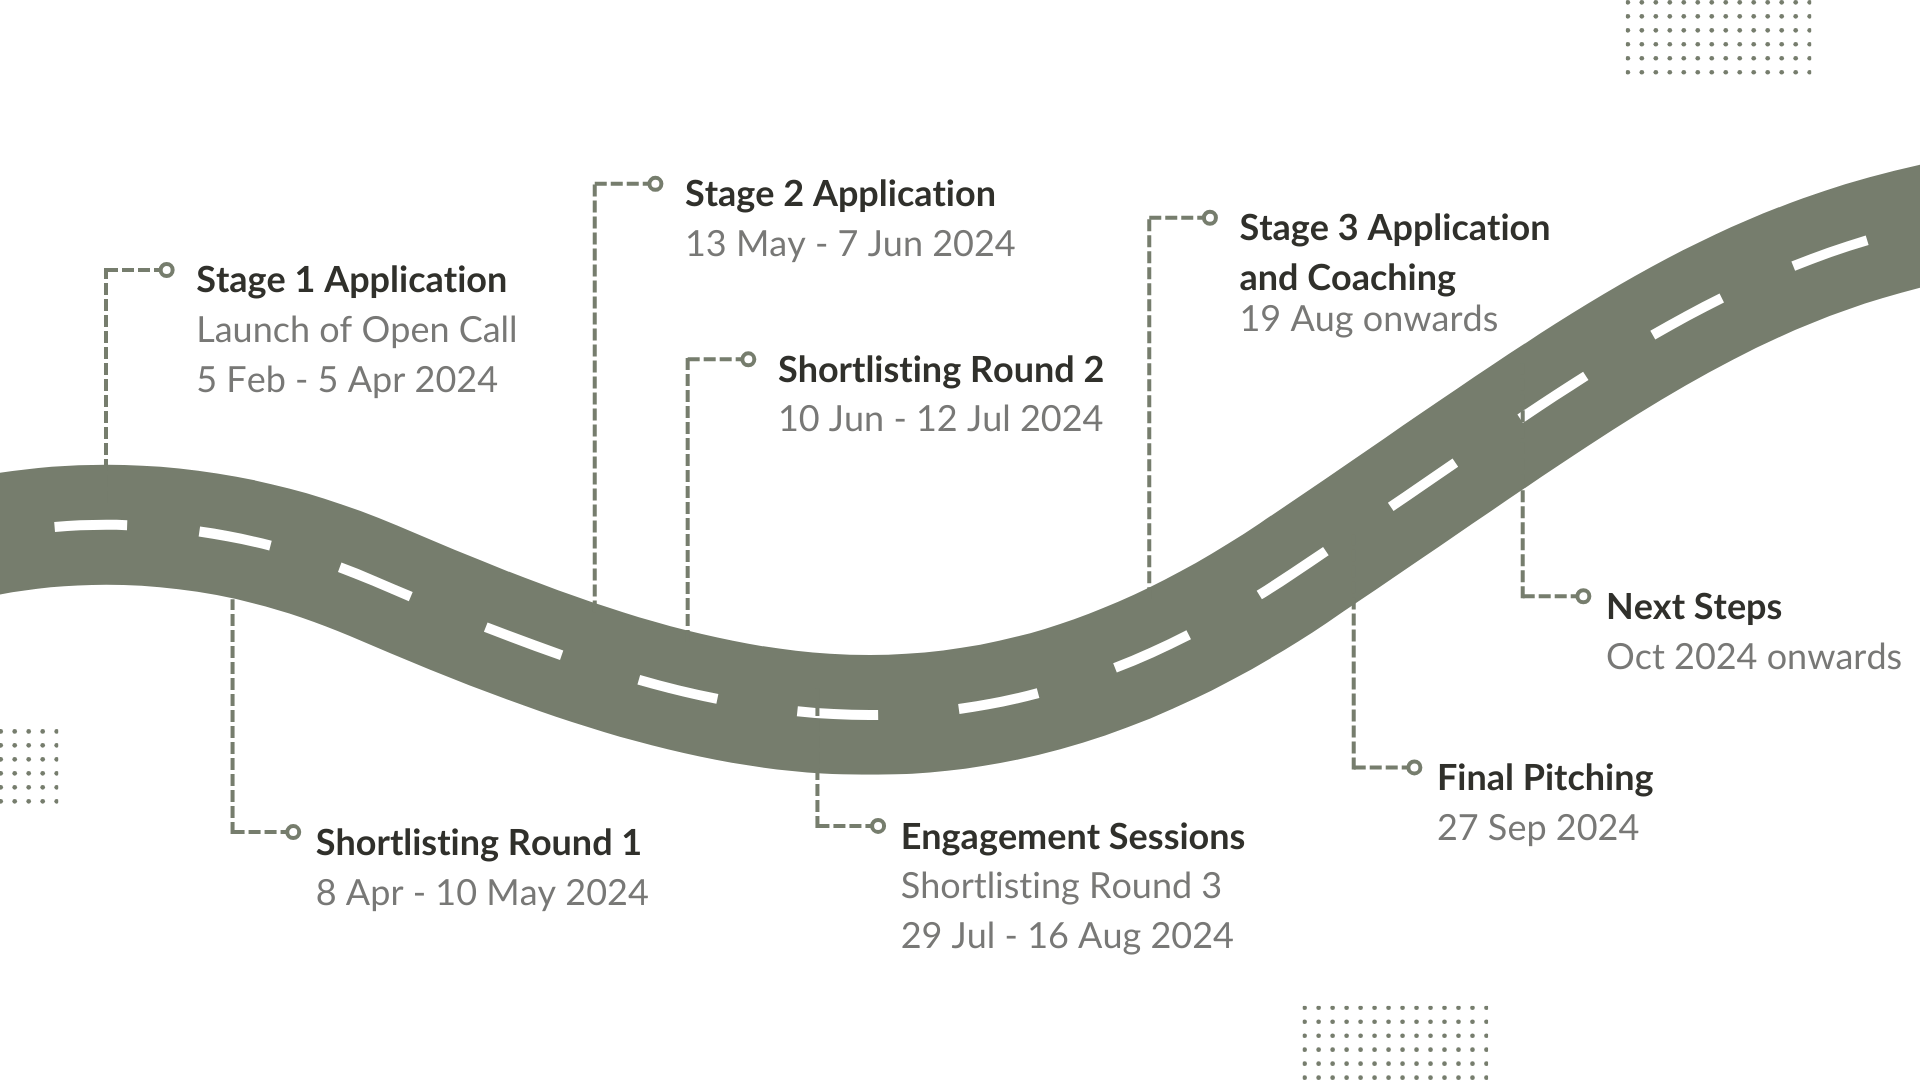 Stage 1 Application
Launch of Open Call
5 Feb - 5 Apr 2024
Shortlisting Round 1
8 Apr - 10 May 2024
Stage 2 Application
13 May - 7 Jun 2024
Shortlisting Round 2
10 Jun - 12 Jul 2024
Engagement Sessions
Shortlisting Round 3
29 Jul - 16 Aug 2024
Stage 3 Application
and Coaching
19 Aug onwards
Final Pitching
27 Sep 2024
Next Steps
Oct 2024 onwards